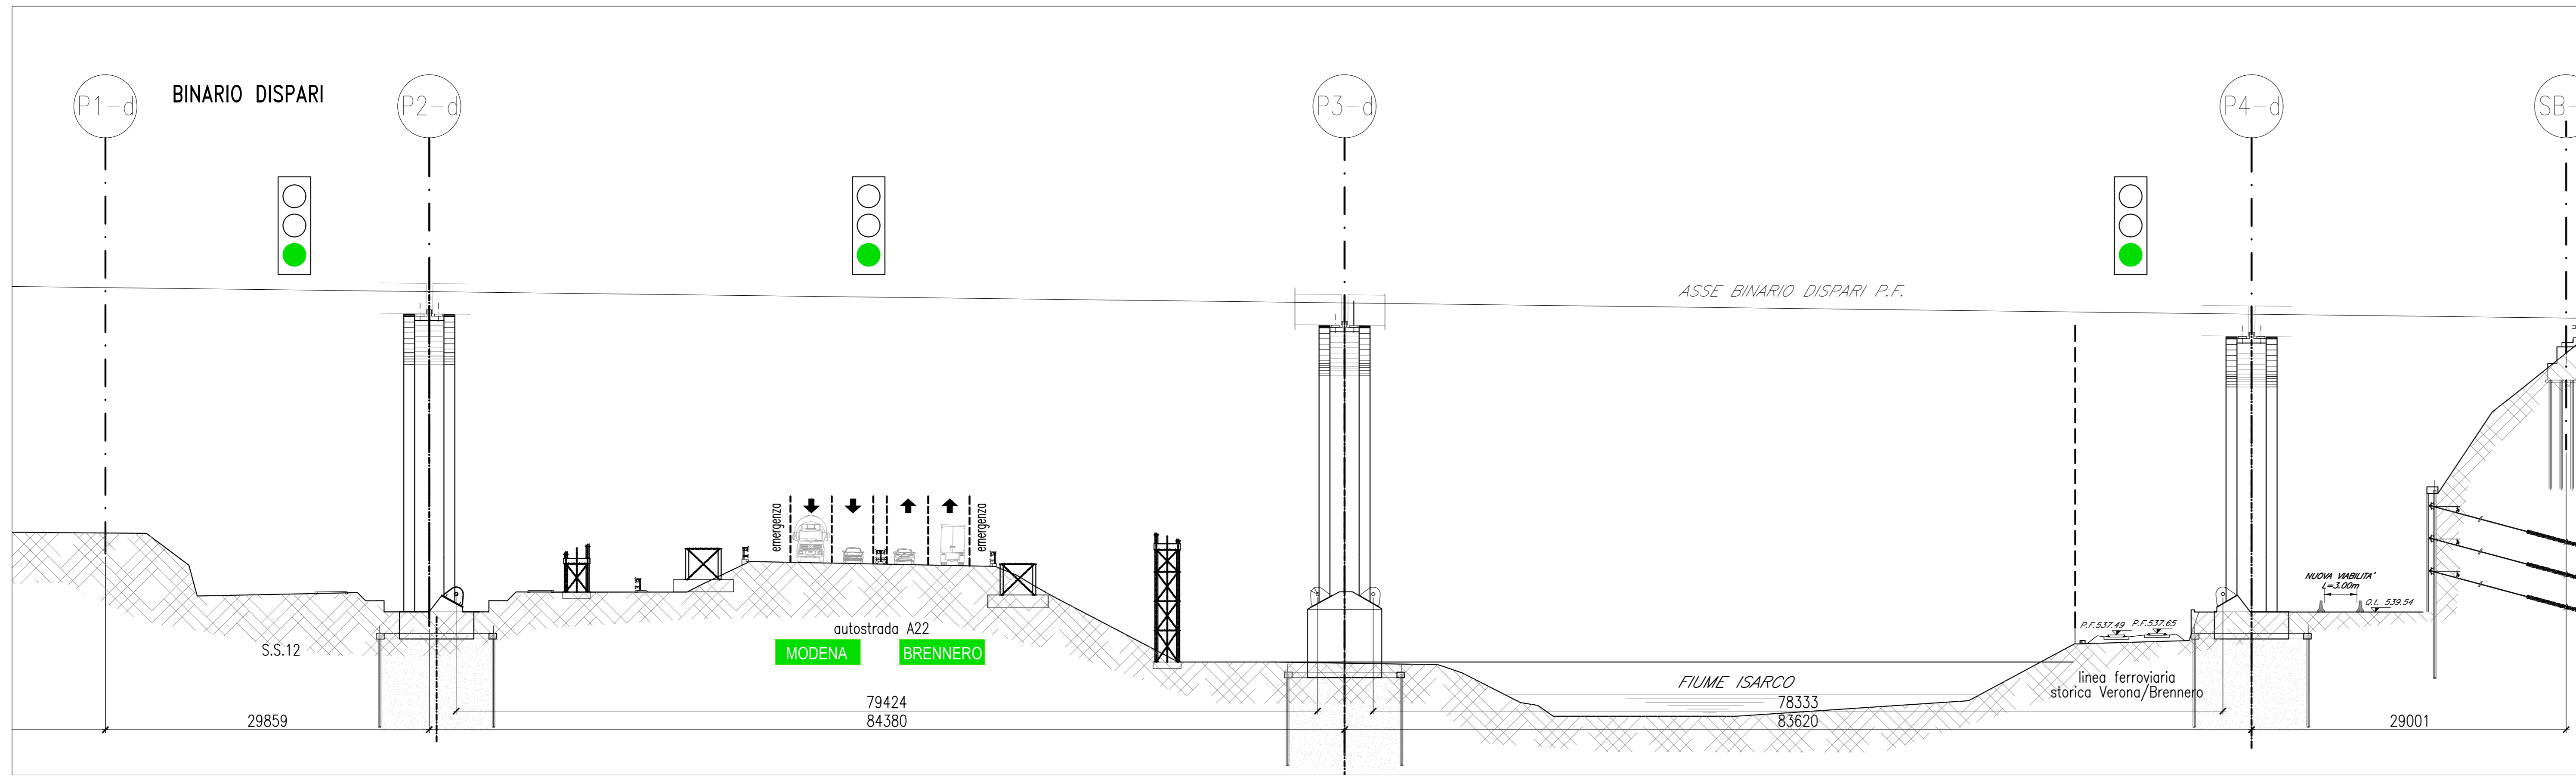 P1-d
BINARIO DISPARI
P2-d
P3-d
P4-d
SB-
ASSE BINARIO DISPARI P.F.
emergenza
emergenza
S.S.12
autostrada A22
MODENA
BRENNERO
FIUME ISARCO
NUOVA VIABILITA'
L=3.00m
Q.t. 539.54
P.F.537.49
P.F.537.65
linea ferroviaria
storica Verona/Brennero
79424
78333
29859
84380
83620
29001